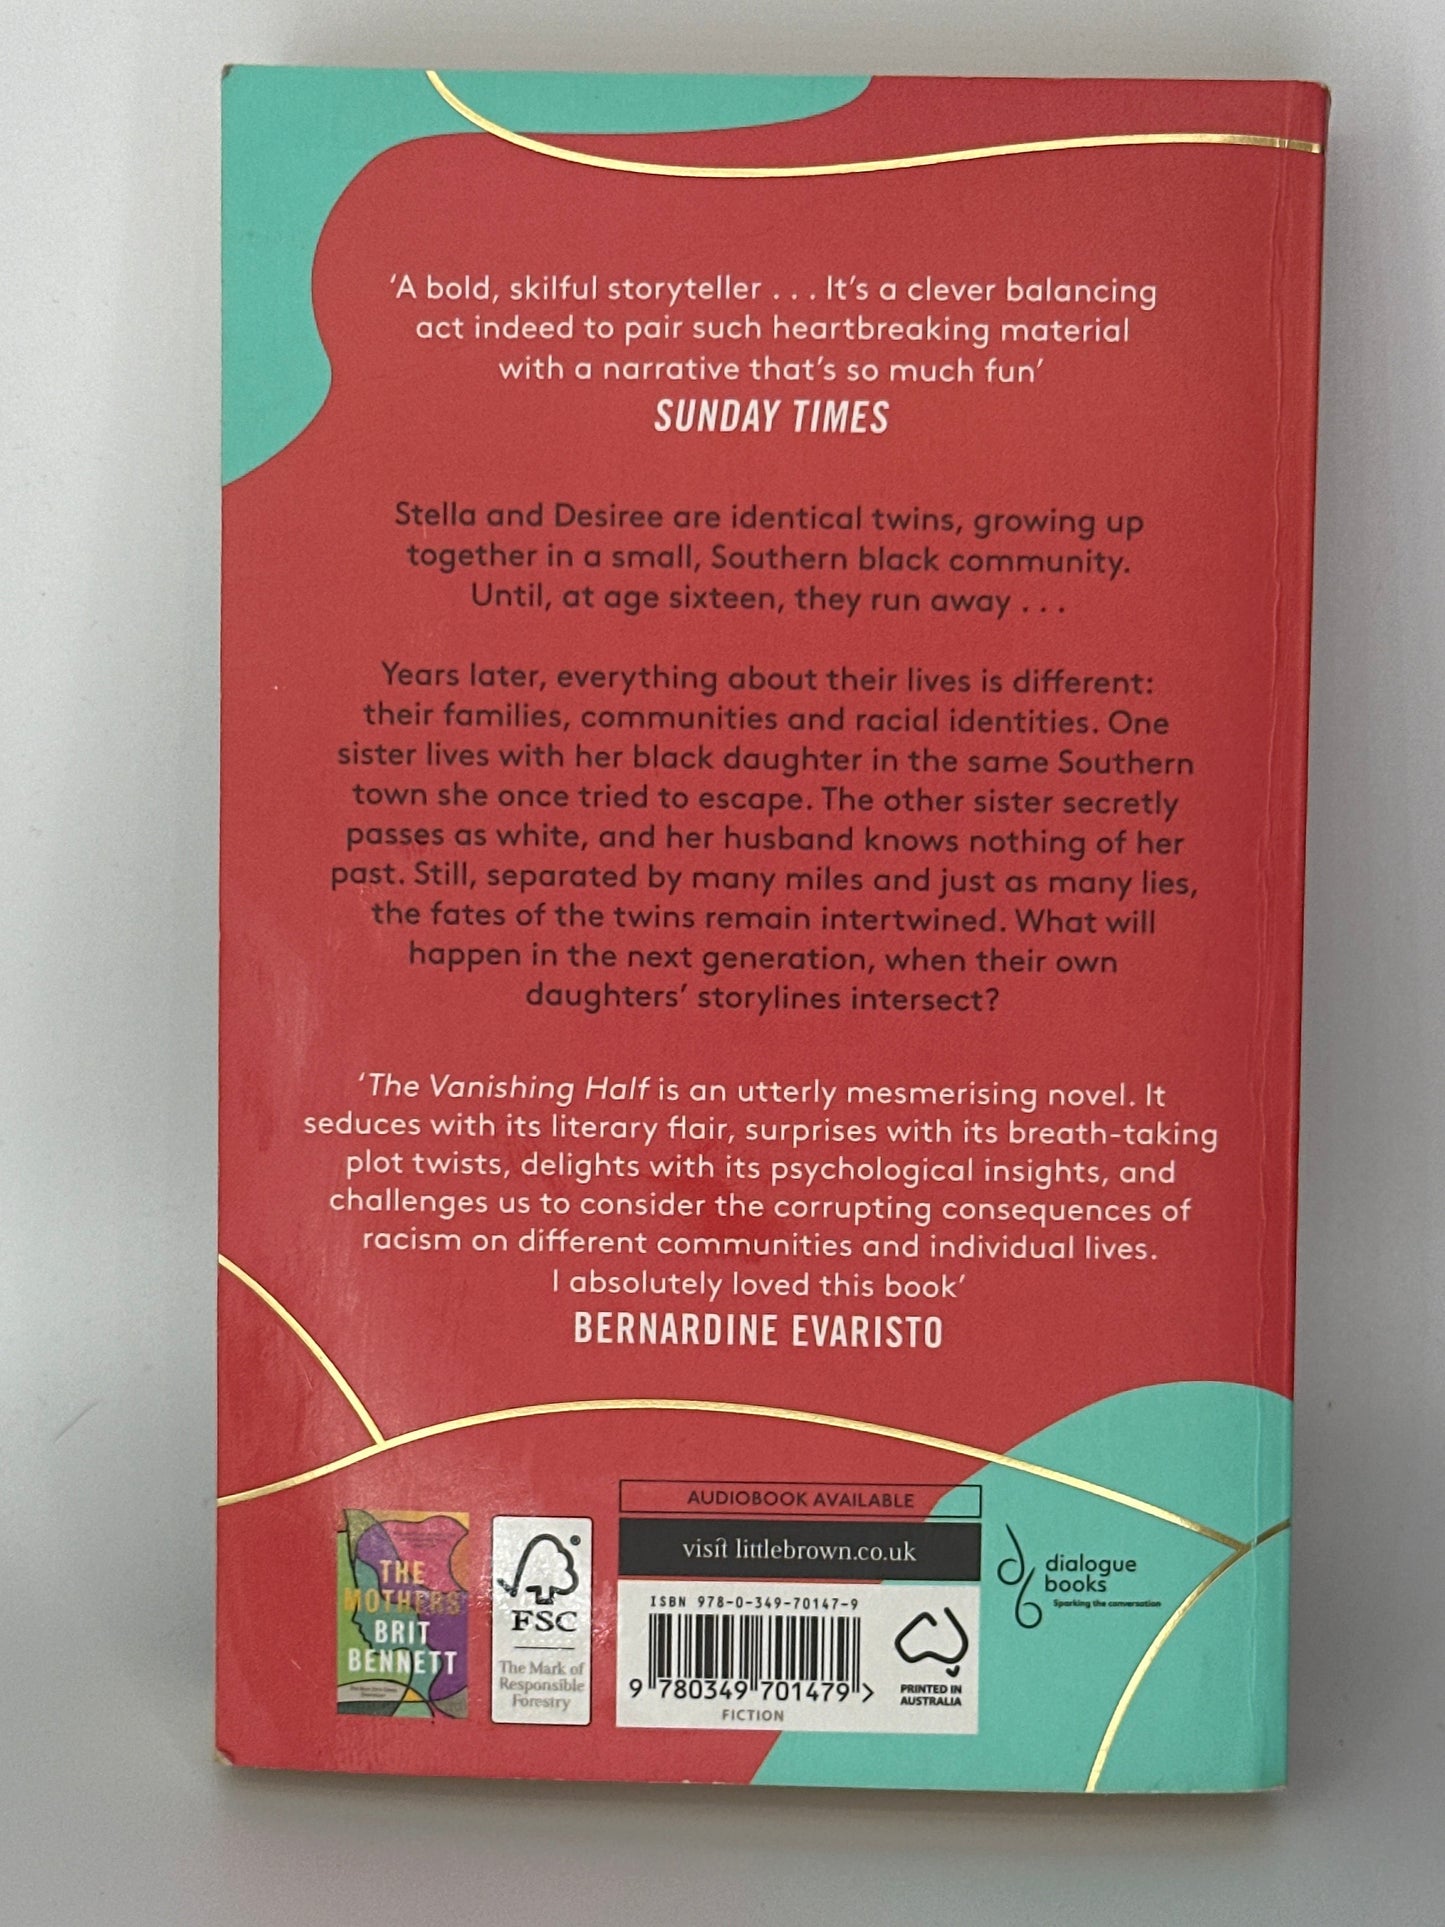 ‘A bold, skilful storyteller . . . It’s a clever balancing
act indeed to pair such heartbreaking material
with a narrative that’s so much fun’
SUNDAY TIMES
Stella and Desiree are identical twins, growing up
together in a small, Southern black community.
Until, at age sixteen, they run away . . .
Years later, everything about their lives is different:
their families, communities and racial identities. One
sister lives with her black daughter in the same Southern
town she once tried to escape. The other sister secretly
passes as white, and her husband knows nothing of her
past. Still, separated by many miles and just as many lies,
the fates of the twins remain intertwined. What will
happen in the next generation, when their own
daughters’ storylines intersect?
‘The Vanishing Half is an utterly mesmerising novel. It
seduces with its literary flair, surprises with its breath-taking
plot twists, delights with its psychological insights, and
challenges us to consider the corrupting consequences of
racism on different communities and individual lives.
I absolutely loved this book’
BERNARDINE EVARISTO
THE
MOTHERS
BRIT
BENNETT
FSC
The Mark of
Responsible
Forestry
AUDIOBOOK AVAILABLE
visit littlebrown.co.uk
ISBN 978-0-349-70147-9
9 780349 701479 >
FICTION
PRINTED IN
AUSTRALIA
dialogue
books
Sparking the conversation